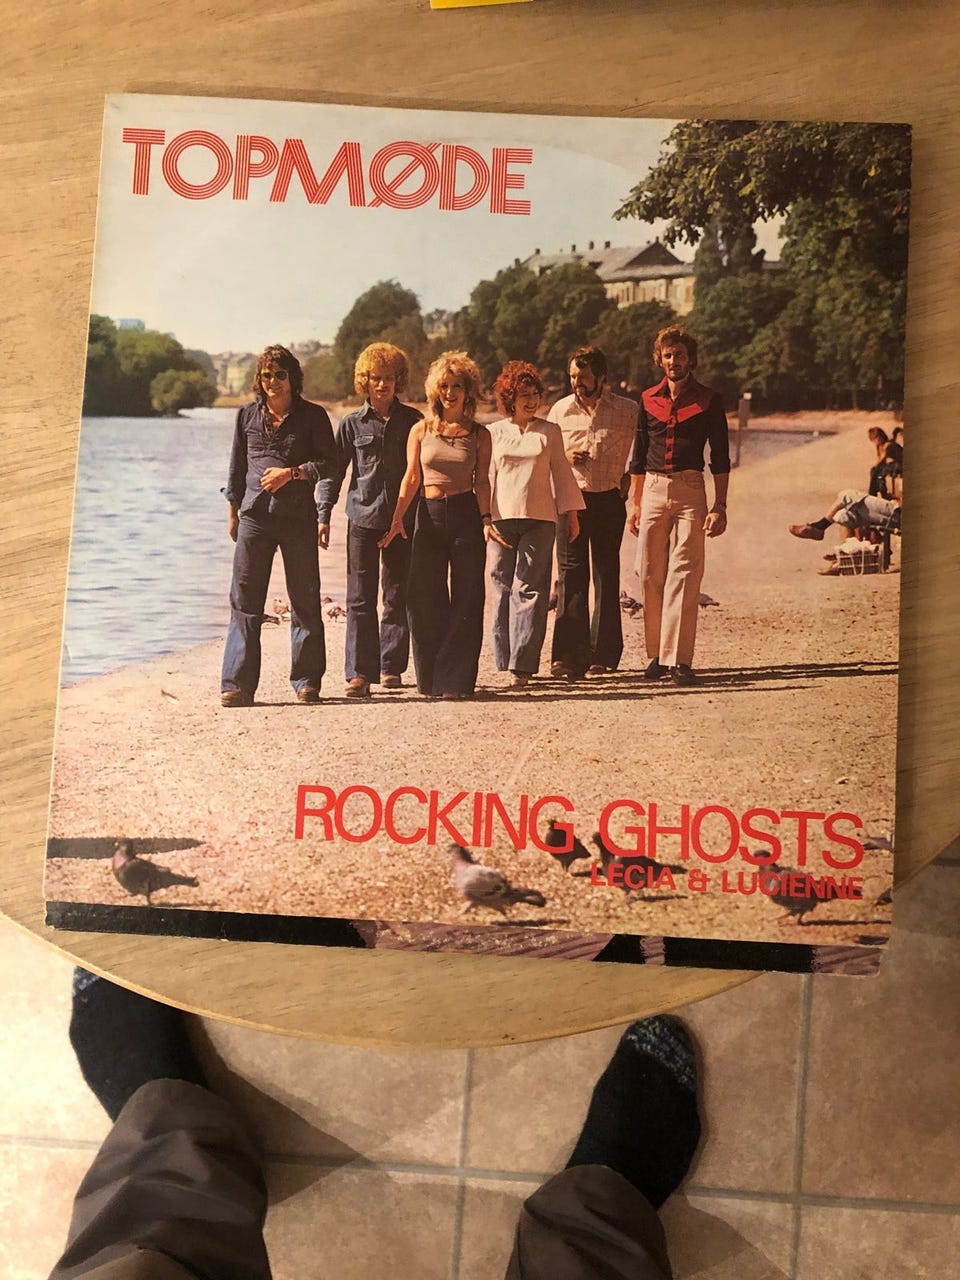 TOPMØDE
ROCKING GHOSTS
LECIA & LUCIENNE